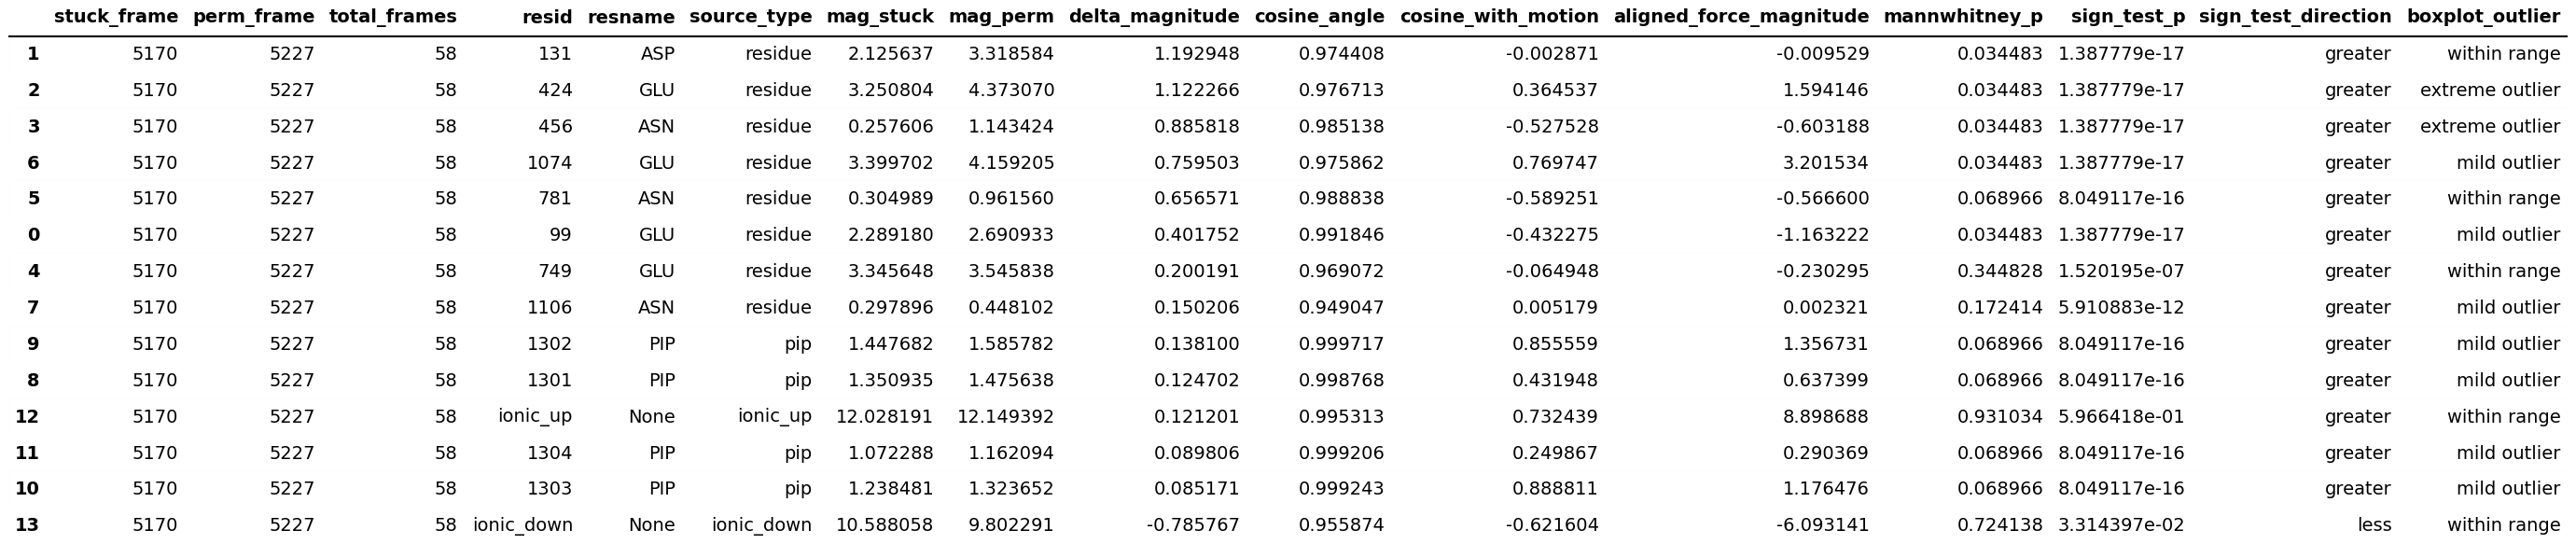 stuck_frame perm_frame total_frames resid resname source_type mag_stuck mag_perm delta_magnitude cosine_angle cosine_with_motion aligned_force_magnitude mannwhitney_p sign_test_p sign_test_direction boxplot_outlier
1 5170 5227 58 131 ASP residue 2.125637 3.318584 1.192948 0.974408 -0.002871 -0.009529 0.034483 1.387779e-17 greater within range
2 5170 5227 58 424 GLU residue 3.250804 4.373070 1.122266 0.976713 0.364537 1.594146 0.034483 1.387779e-17 greater extreme outlier
3 5170 5227 58 456 ASN residue 0.257606 1.143424 0.885818 0.985138 -0.527528 -0.603188 0.034483 1.387779e-17 greater extreme outlier
6 5170 5227 58 1074 GLU residue 3.399702 4.159205 0.759503 0.975862 0.769747 3.201534 0.034483 1.387779e-17 greater mild outlier
5 5170 5227 58 781 ASN residue 0.304989 0.961560 0.656571 0.988838 -0.589251 -0.566600 0.068966 8.049117e-16 greater within range
0 5170 5227 58 99 GLU residue 2.289180 2.690933 0.401752 0.991846 -0.432275 -1.163222 0.034483 1.387779e-17 greater mild outlier
4 5170 5227 58 749 GLU residue 3.345648 3.545838 0.200191 0.969072 -0.064948 -0.230295 0.344828 1.520195e-07 greater within range
7 5170 5227 58 1106 ASN residue 0.297896 0.448102 0.150206 0.949047 0.005179 0.002321 0.172414 5.910883e-12 greater mild outlier
9 5170 5227 58 1302 PIP pip 1.447682 1.585782 0.138100 0.999717 0.855559 1.356731 0.068966 8.049117e-16 greater mild outlier
8 5170 5227 58 1301 PIP pip 1.350935 1.475638 0.124702 0.998768 0.431948 0.637399 0.068966 8.049117e-16 greater mild outlier
12 5170 5227 58 ionic_up None ionic_up 12.028191 12.149392 0.121201 0.995313 0.732439 8.898688 0.931034 5.966418e-01 greater within range
11 5170 5227 58 1304 PIP pip 1.072288 1.162094 0.089806 0.999206 0.249867 0.290369 0.068966 8.049117e-16 greater mild outlier
10 5170 5227 58 1303 PIP pip 1.238481 1.323652 0.085171 0.999243 0.888811 1.176476 0.068966 8.049117e-16 greater mild outlier
13 5170 5227 58 ionic_down None ionic_down 10.588058 9.802291 -0.785767 0.955874 -0.621604 -6.093141 0.724138 3.314397e-02 less within range